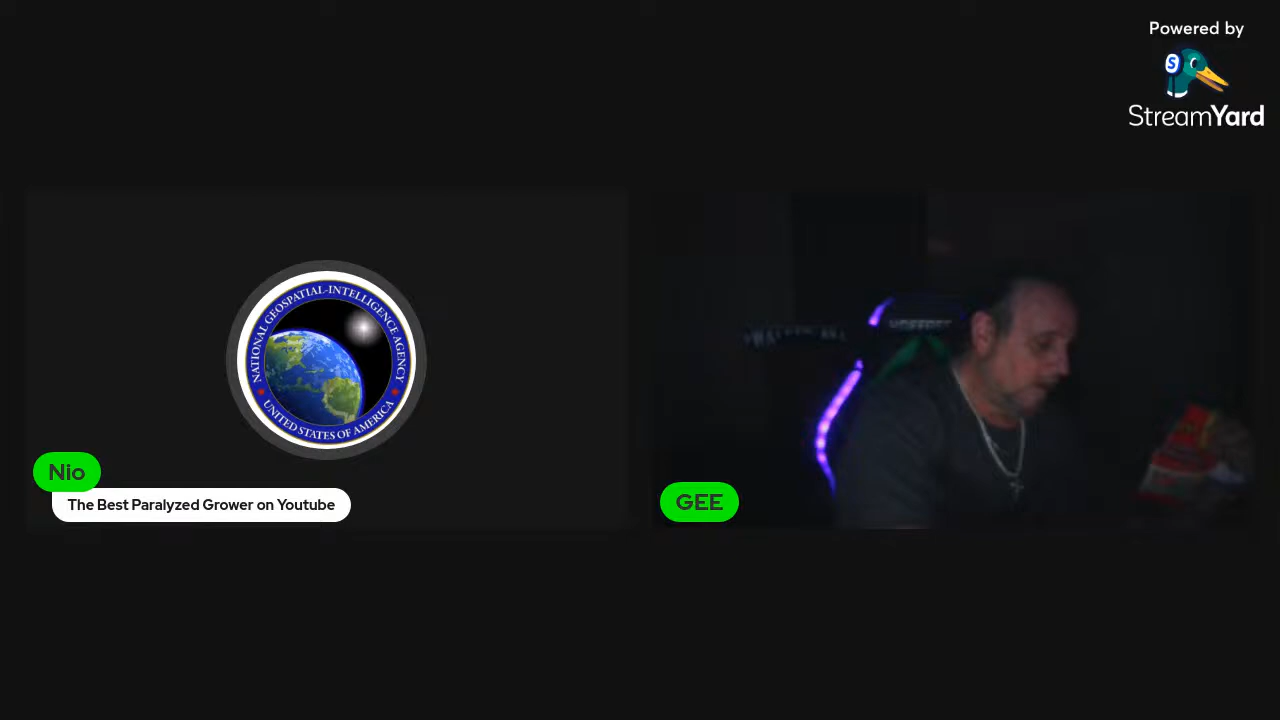 Powered by
S
StreamYard
NATIONAL GEOSPATIAL-INTELLIGENCE AGENCY
UNITED STATES OF AMERICA
Nio
The Best Paralyzed Grower on Youtube
GEE